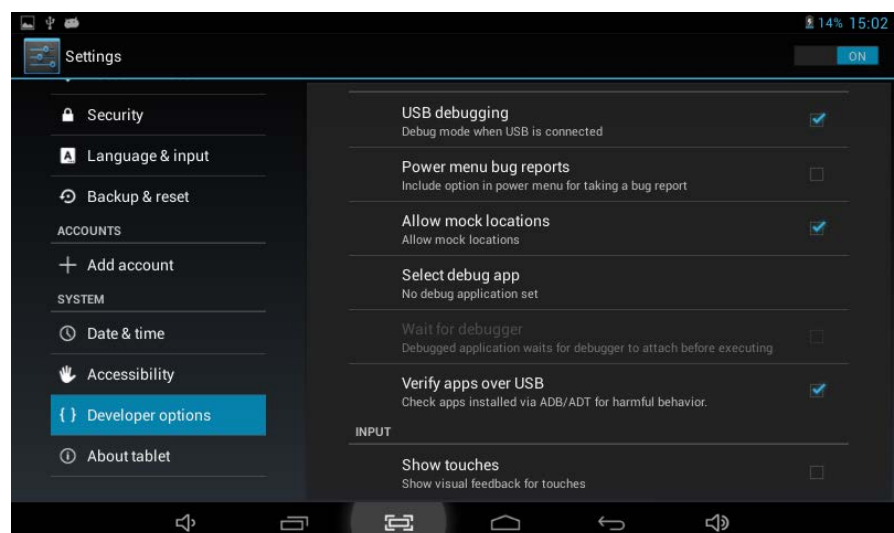 14% 15:02
Settings
ON
Security
Language & input
Backup & reset
ACCOUNTS
Add account
SYSTEM
Date & time
Accessibility
{ } Developer options
About tablet
USB debugging
Debug mode when USB is connected
Power menu bug reports
Include option in power menu for taking a bug report
Allow mock locations
Allow mock locations
Select debug app
No debug application set
Wait for debugger
Debugged application waits for debugger to attach before executing
Verify apps over USB
Check apps installed via ADB/ADT for harmful behavior.
INPUT
Show touches
Show visual feedback for touches